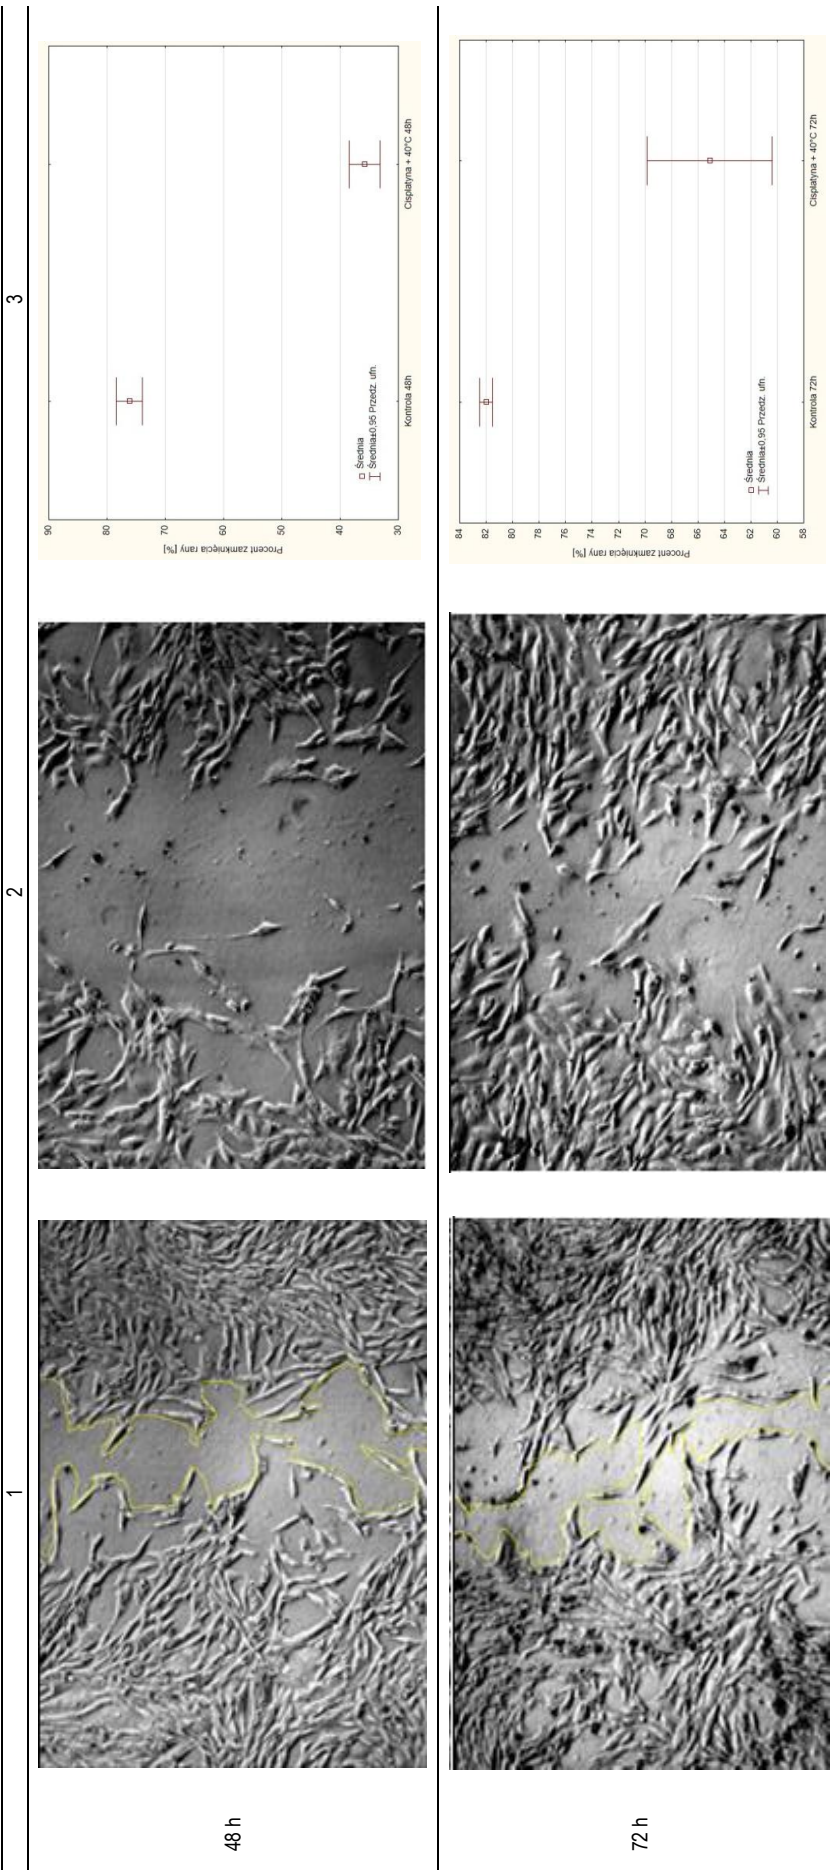 1
2
3
48 h
Procent zamknięcia rany [%]
90
80
70
60
50
40
30
Średnia
Średnia±0,95 Przedz. ufn.
Kontrola 48h
Cisplatyna + 40°C 48h
72 h
Procent zamknięcia rany [%]
84
82
80
78
76
74
72
70
68
66
64
62
60
58
Średnia
Średnia±0,95 Przedz. ufn.
Kontrola 72h
Cisplatyna + 40°C 72h